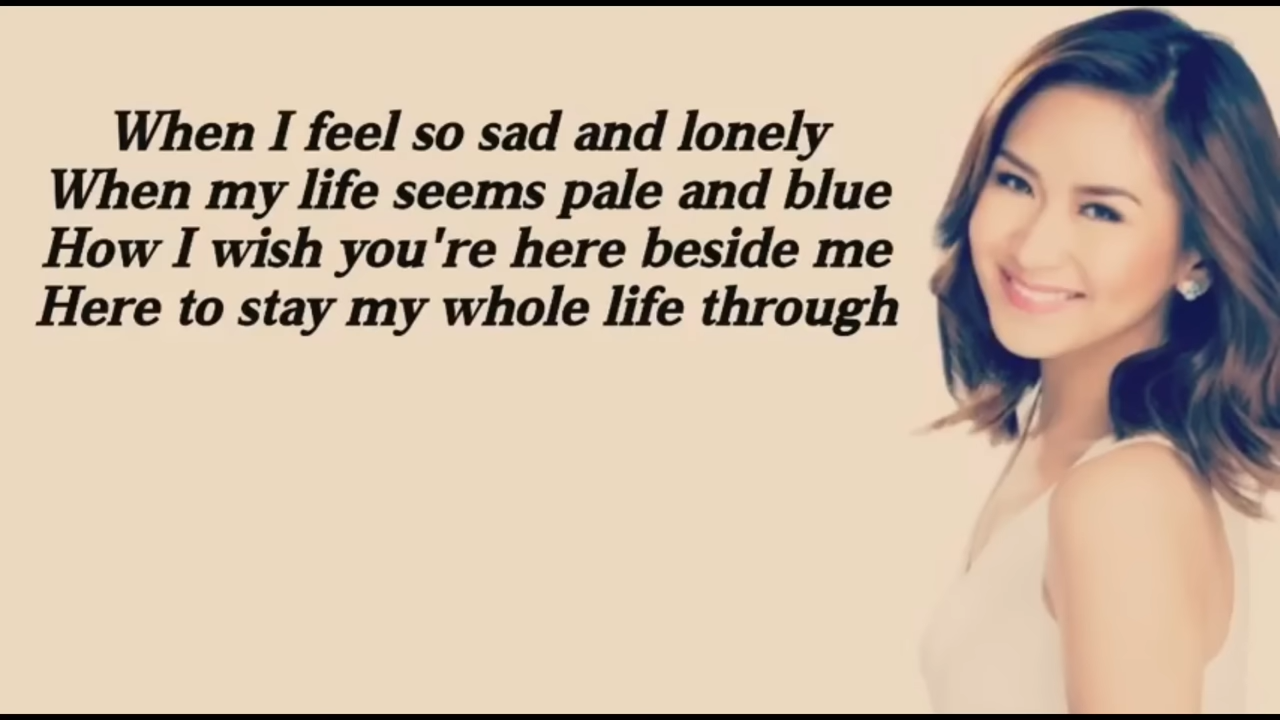 When I feel so sad and lonely
When my life seems pale and blue
How I wish you're here beside me
Here to stay my whole life through